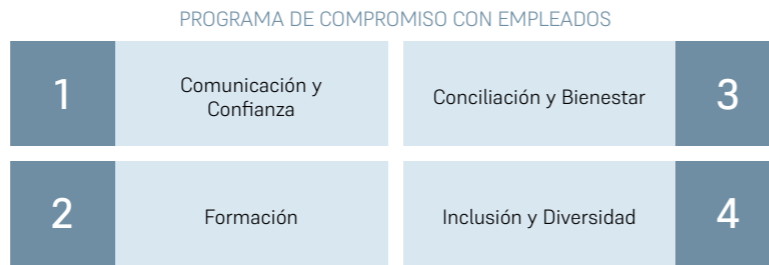 PROGRAMA DE COMPROMISO CON EMPLEADOS
1
Comunicación y
Confianza
2
Formación
Conciliación y Bienestar
3
Inclusión y Diversidad
4